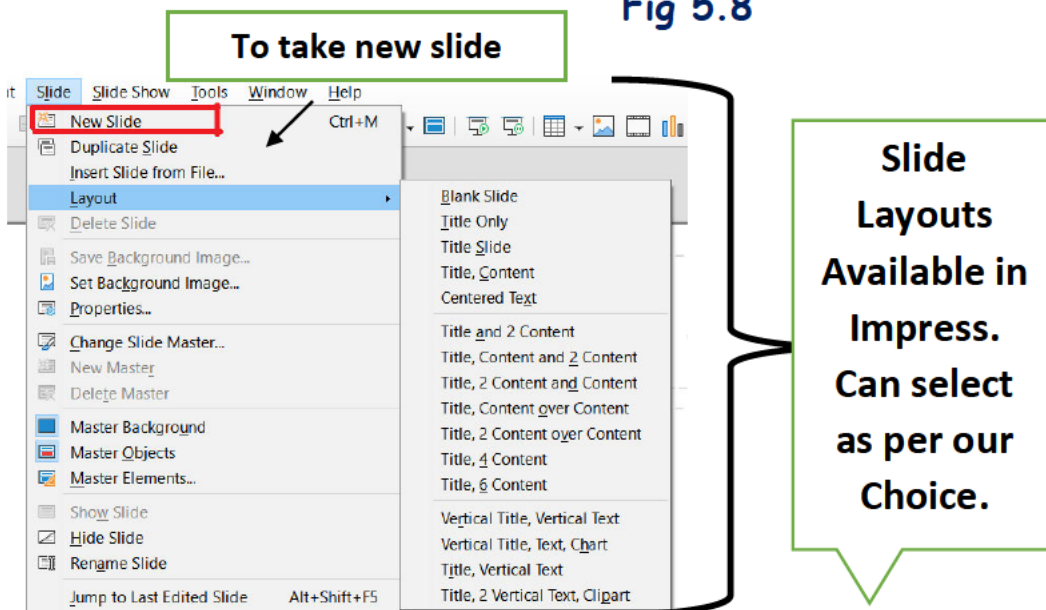 Fig 5.8
To take new slide
Slide Slide Show Tools Window Help
New Slide Ctrl+M
Duplicate Slide
Insert Slide from File...
Layout
Delete Slide
Save Background Image...
Set Background Image...
Properties...
Change Slide Master...
New Master
Delete Master
Master Background
Master Objects
Master Elements...
Show Slide
Hide Slide
Rename Slide
Jump to Last Edited Slide Alt+Shift+F5
Blank Slide
Title Only
Title Slide
Title, Content
Centered Text
Title and 2 Content
Title, Content and 2 Content
Title, 2 Content and Content
Title, Content over Content
Title, 2 Content over Content
Title, 4 Content
Title, 6 Content
Vertical Title, Vertical Text
Vertical Title, Text, Chart
Title, Vertical Text
Title, 2 Vertical Text, Clipart
Slide
Layouts
Available in
Impress.
Can select
as per our
Choice.